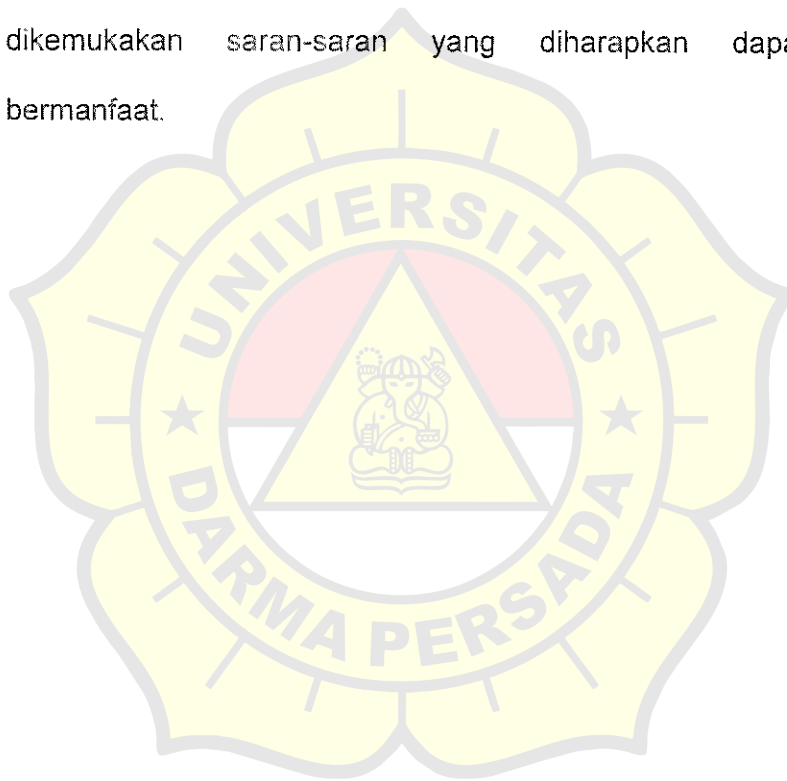 dikemukakan saran-saran yang diharapkan dapa
bermanfaat.
UNIVERSITAS
DARMA PERSADA